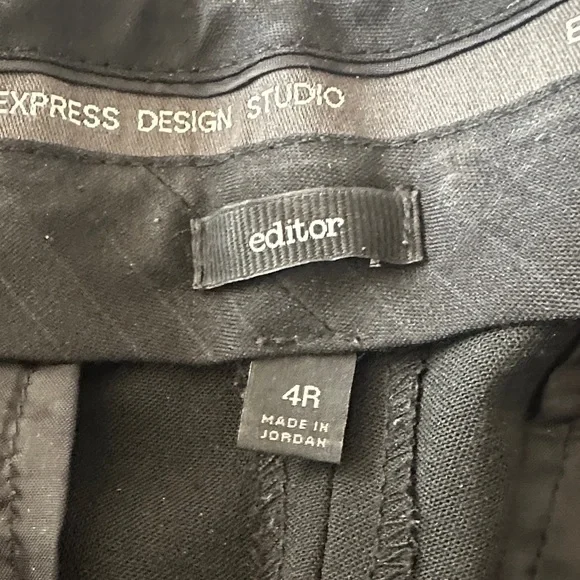 EXPRESS DESIGN STUDIO
E
editor
4R
MADE IN
JORDAN